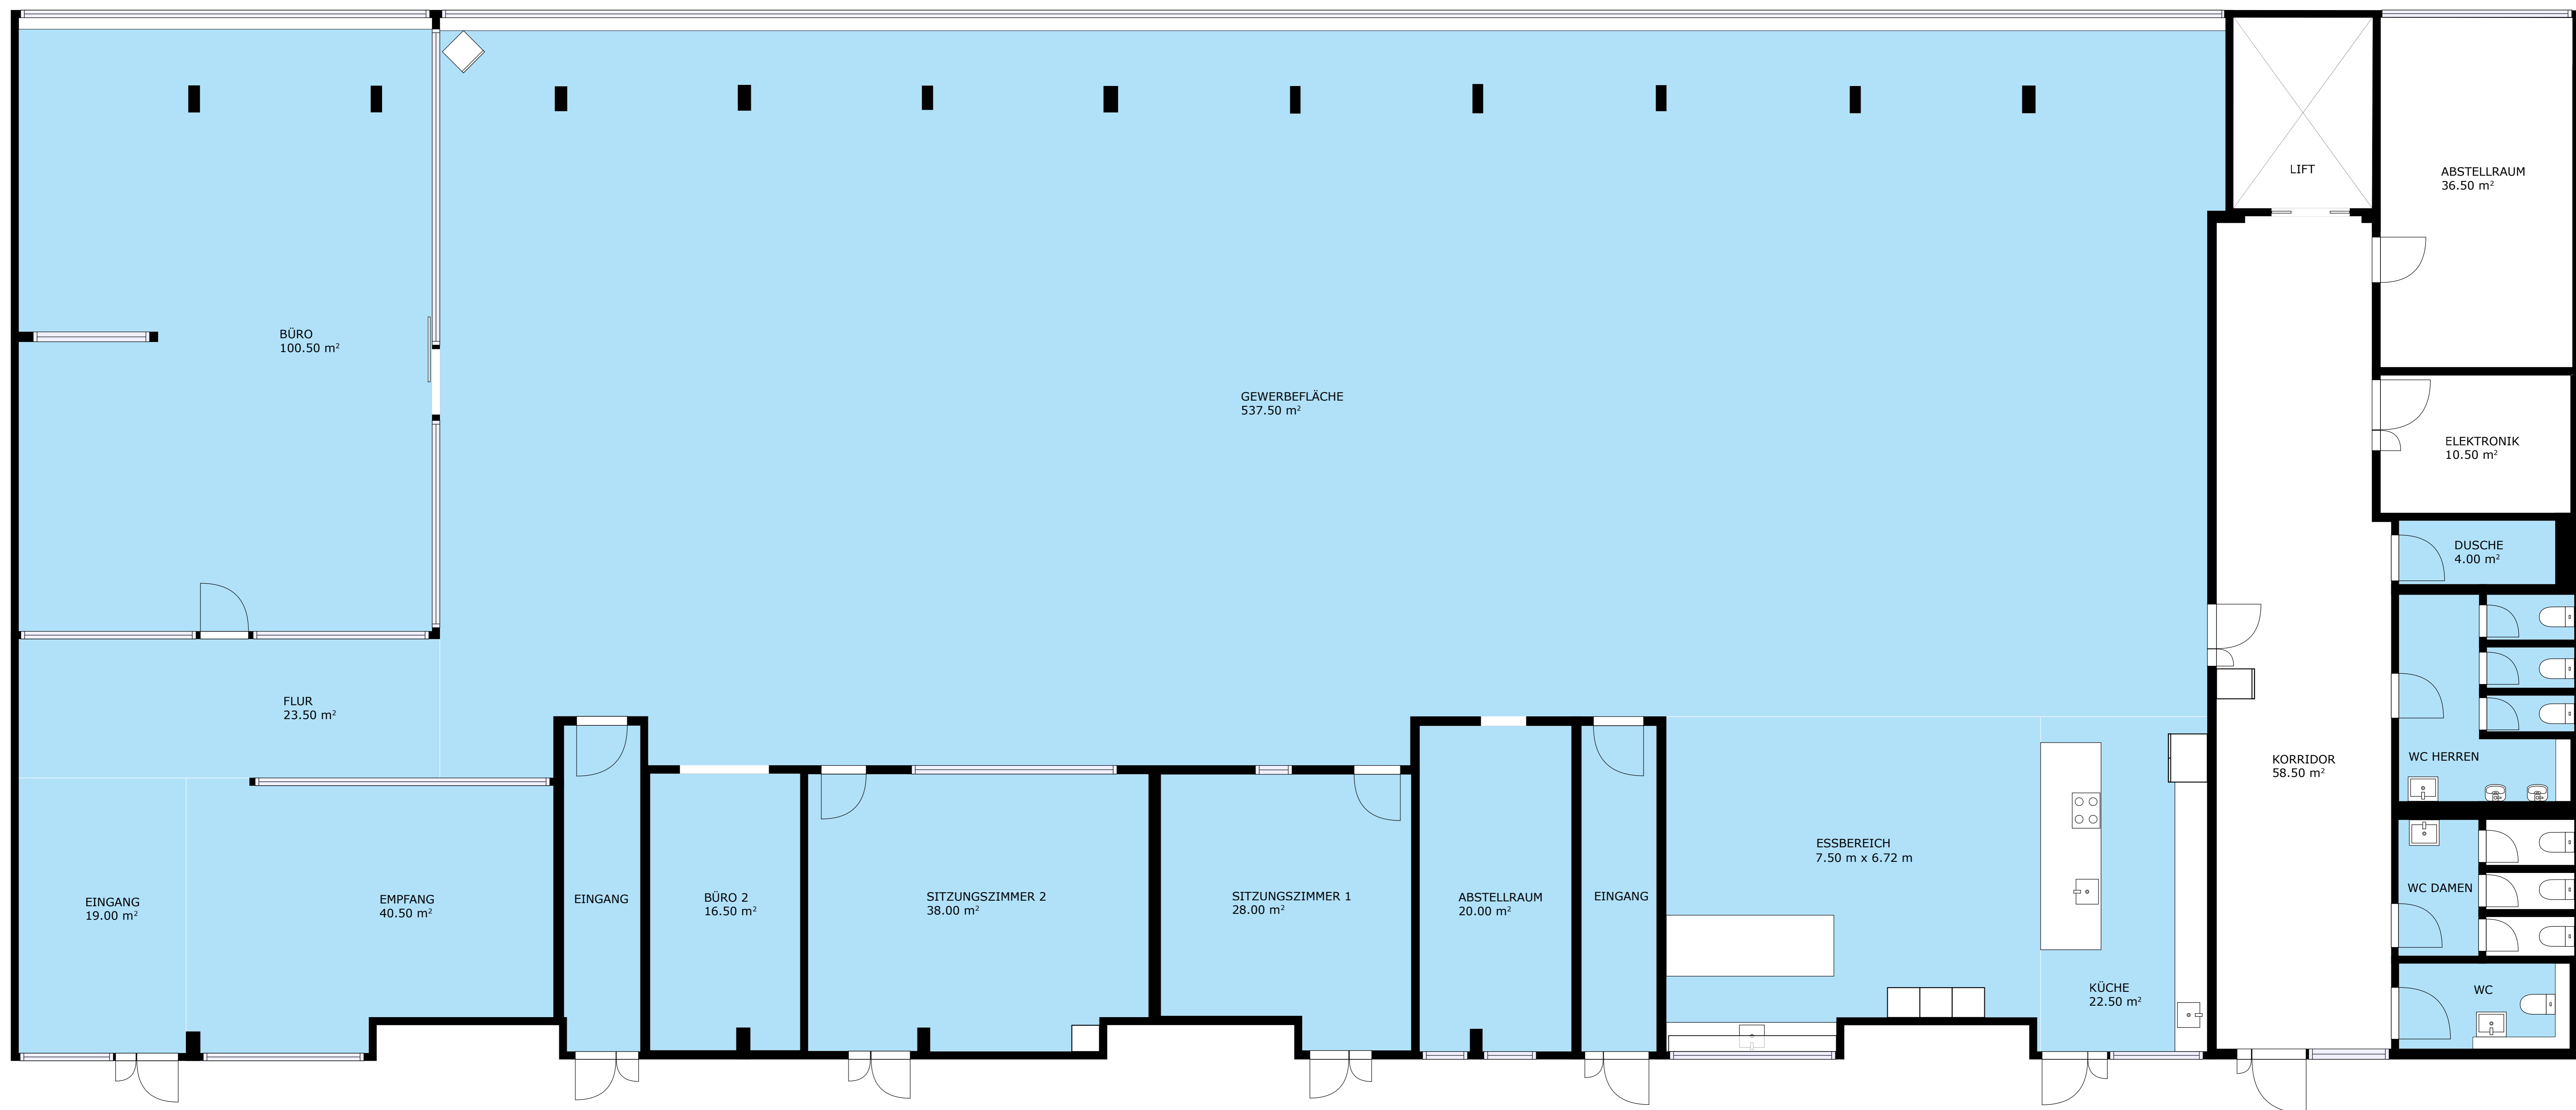 LIFT
ABSTELLRAUM
36.50 m²
BÜRO
100.50 m²
GEWERBEFLÄCHE
537.50 m²
ELEKTRONIK
10.50 m²
DUSCHE
4.00 m²
FLUR
23.50 m²
WC HERREN
KORRIDOR
58.50 m²
ESSBEREICH
7.50 m x 6.72 m
EINGANG
19.00 m²
EMPFANG
40.50 m²
EINGANG
BÜRO 2
16.50 m²
SITZUNGSZIMMER 2
38.00 m²
SITZUNGSZIMMER 1
28.00 m²
ABSTELLRAUM
20.00 m²
EINGANG
WC DAMEN
KÜCHE
22.50 m²
WC